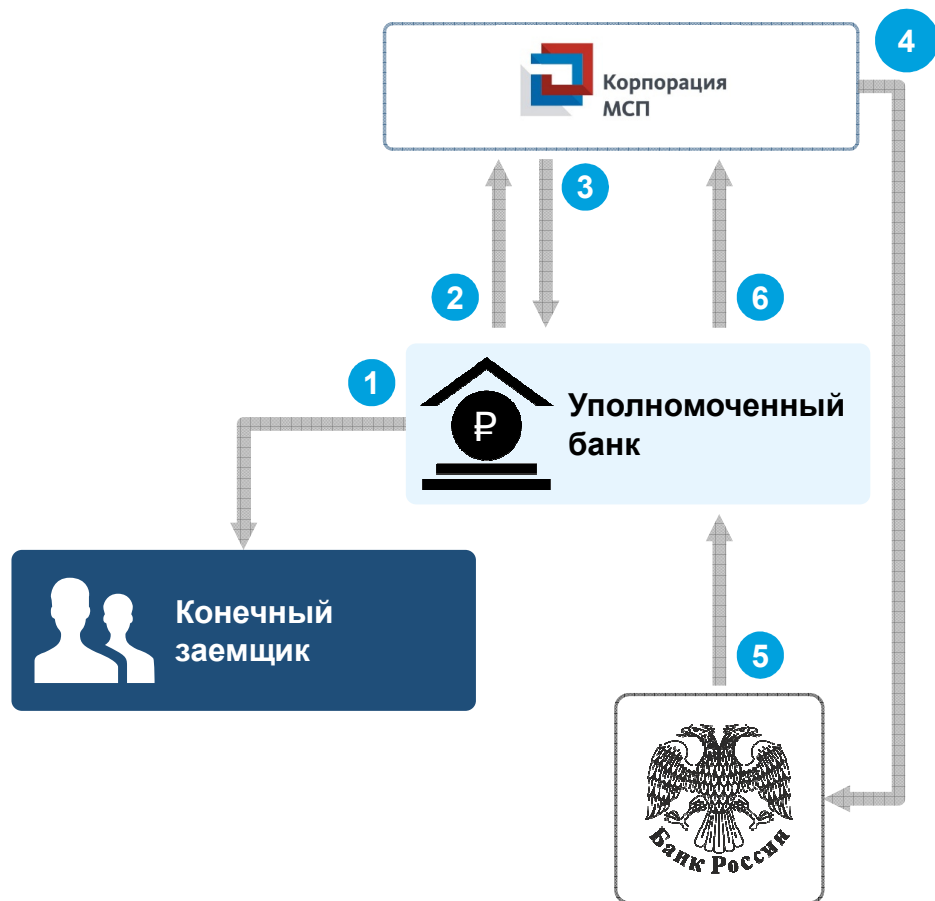 4
Корпорация
МСП
3
2
6
1
₽
Уполномоченный
банк
Конечный
заемщик
5
Банк России